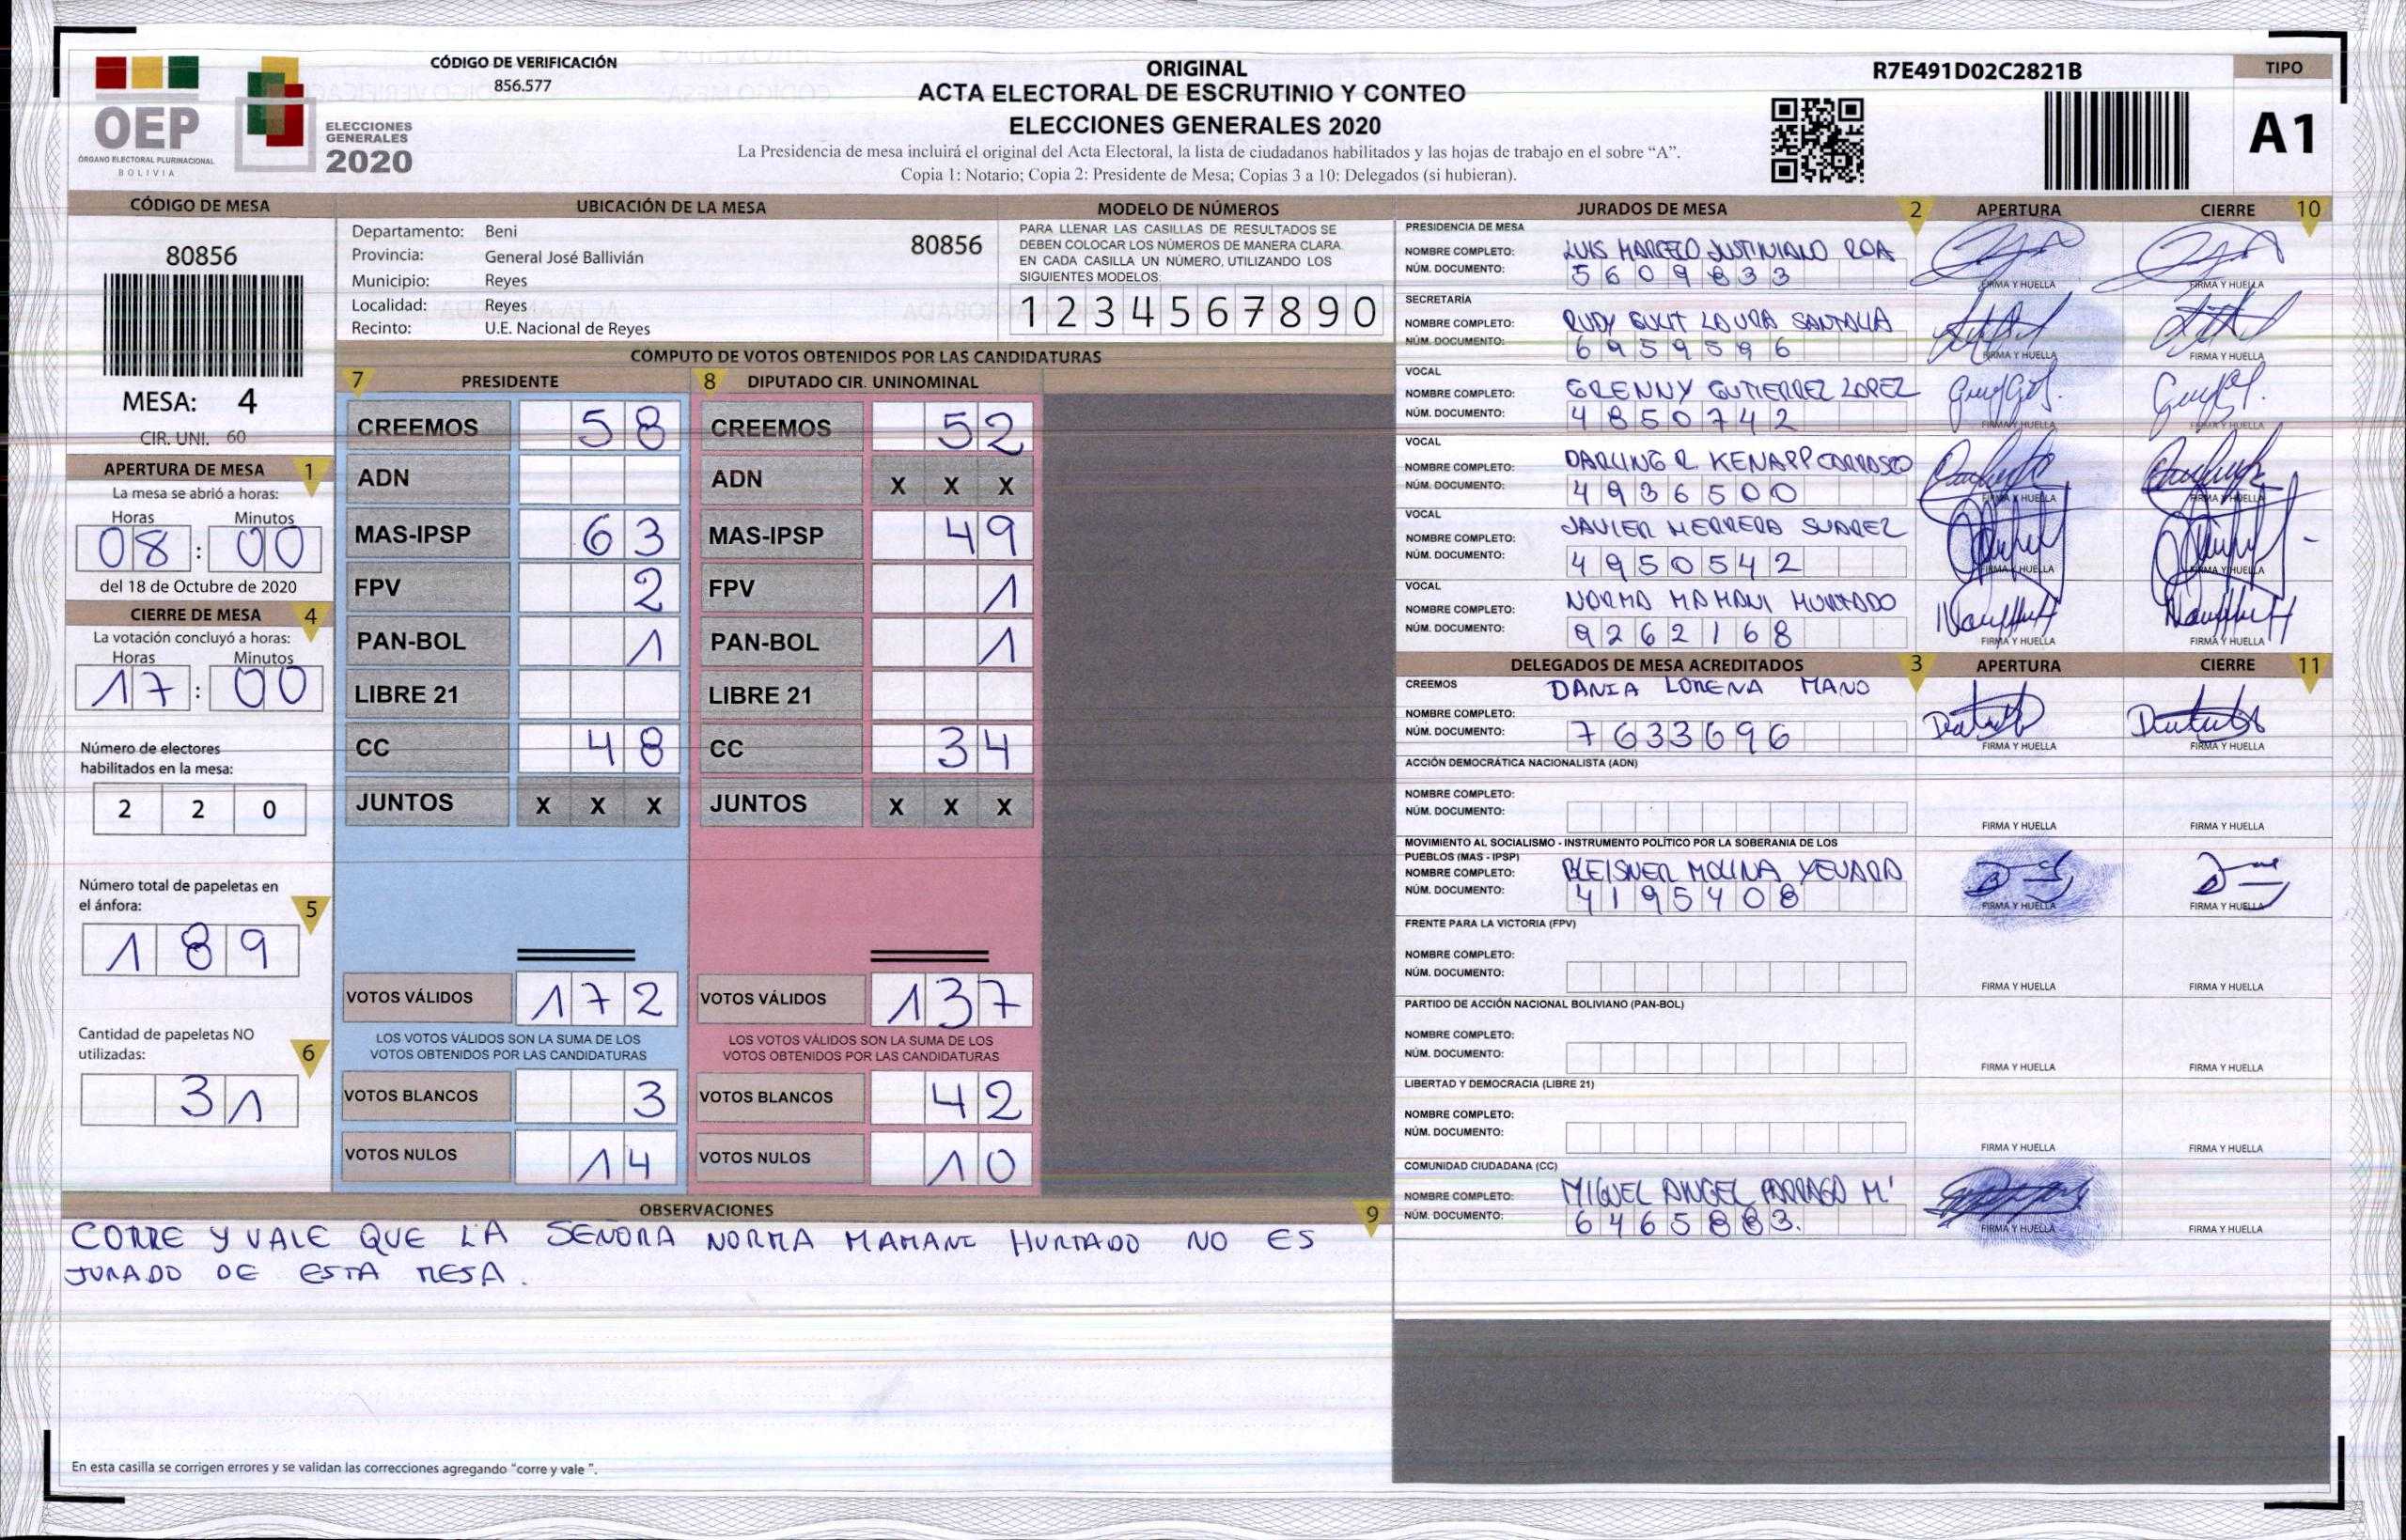 CÓDIGO DE VERIFICACIÓN
856.577
OEP
ÓRGANO ELECTORAL PLURINACIONAL
BOLIVIA
ELECCIONES
GENERALES
2020
ORIGINAL
ACTA ELECTORAL DE ESCRUTINIO Y CONTEO
ELECCIONES GENERALES 2020
La Presidencia de mesa incluirá el original del Acta Electoral, la lista de ciudadanos habilitados y las hojas de trabajo en el sobre “A”.
Copia 1: Notario; Copia 2: Presidente de Mesa; Copias 3 a 10: Delegados (si hubieran).
R7E491D02C2821B
TIPO
A1
CÓDIGO DE MESA
80856
MESA: 4
CIR. UNI. 60
APERTURA DE MESA 1
La mesa se abrió a horas:
Horas Minutos
08 : 00
del 18 de Octubre de 2020
CIERRE DE MESA 4
La votación concluyó a horas:
Horas Minutos
17 : 00
Número de electores
habilitados en la mesa:
2 2 0
Número total de papeletas en
el ánfora: 5
1 8 9
Cantidad de papeletas NO
utilizadas: 6
3 1
UBICACIÓN DE LA MESA
Departamento: Beni
80856
Provincia: General José Ballivián
Municipio: Reyes
Localidad: Reyes
Recinto: U.E. Nacional de Reyes
MODELO DE NÚMEROS
PARA LLENAR LAS CASILLAS DE RESULTADOS SE
DEBEN COLOCAR LOS NÚMEROS DE MANERA CLARA.
EN CADA CASILLA UN NÚMERO, UTILIZANDO LOS
SIGUIENTES MODELOS:
1 2 3 4 5 6 7 8 9 0
CÓMPUTO DE VOTOS OBTENIDOS POR LAS CANDIDATURAS
7 PRESIDENTE 8 DIPUTADO CIR. UNINOMINAL
CREEMOS 58 CREEMOS 52
ADN ADN X X X
MAS-IPSP 63 MAS-IPSP 49
FPV 2 FPV 1
PAN-BOL 1 PAN-BOL 1
LIBRE 21 LIBRE 21
CC 48 CC 34
JUNTOS X X X JUNTOS X X X
VOTOS VÁLIDOS 172 VOTOS VÁLIDOS 137
LOS VOTOS VÁLIDOS SON LA SUMA DE LOS LOS VOTOS VÁLIDOS SON LA SUMA DE LOS
VOTOS OBTENIDOS POR LAS CANDIDATURAS VOTOS OBTENIDOS POR LAS CANDIDATURAS
VOTOS BLANCOS 3 VOTOS BLANCOS 42
VOTOS NULOS 14 VOTOS NULOS 10
OBSERVACIONES 9
CORRE Y VALE QUE LA SEÑORA NORMA MAMANI HURTADO NO ES
JURADO DE ESTA MESA.
En esta casilla se corrigen errores y se validan las correcciones agregando “corre y vale ”.
JURADOS DE MESA 2 APERTURA CIERRE 10
PRESIDENCIA DE MESA
NOMBRE COMPLETO: LUIS MARCELO JUSTINIANO ROA
NÚM. DOCUMENTO: 5609833
FIRMA Y HUELLA FIRMA Y HUELLA
SECRETARÍA
NOMBRE COMPLETO: RUDY GULIT LAURA SANTALLA
NÚM. DOCUMENTO: 6959596
FIRMA Y HUELLA FIRMA Y HUELLA
VOCAL
NOMBRE COMPLETO: GRENNY GUTIERREZ LOPEZ
NÚM. DOCUMENTO: 4850742
FIRMA Y HUELLA FIRMA Y HUELLA
VOCAL
NOMBRE COMPLETO: DARLING R. KENAPP CARRASCO
NÚM. DOCUMENTO: 4936500
FIRMA Y HUELLA FIRMA Y HUELLA
VOCAL
NOMBRE COMPLETO: JAVIER HERRERA SUAREZ
NÚM. DOCUMENTO: 4950542
FIRMA Y HUELLA FIRMA Y HUELLA
VOCAL
NOMBRE COMPLETO: NORMA MAMANI HURTADO
NÚM. DOCUMENTO: 9262168
FIRMA Y HUELLA FIRMA Y HUELLA
DELEGADOS DE MESA ACREDITADOS 3 APERTURA CIERRE 11
CREEMOS DANIA LORENA MANO
NOMBRE COMPLETO:
NÚM. DOCUMENTO: 7633696
FIRMA Y HUELLA FIRMA Y HUELLA
ACCIÓN DEMOCRÁTICA NACIONALISTA (ADN)
NOMBRE COMPLETO:
NÚM. DOCUMENTO:
FIRMA Y HUELLA FIRMA Y HUELLA
MOVIMIENTO AL SOCIALISMO - INSTRUMENTO POLÍTICO POR LA SOBERANIA DE LOS
PUEBLOS (MAS - IPSP)
NOMBRE COMPLETO: BLEISNER MOLINA
NÚM. DOCUMENTO: 4195408
FIRMA Y HUELLA FIRMA Y HUELLA
FRENTE PARA LA VICTORIA (FPV)
NOMBRE COMPLETO:
NÚM. DOCUMENTO:
FIRMA Y HUELLA FIRMA Y HUELLA
PARTIDO DE ACCIÓN NACIONAL BOLIVIANO (PAN-BOL)
NOMBRE COMPLETO:
NÚM. DOCUMENTO:
FIRMA Y HUELLA FIRMA Y HUELLA
LIBERTAD Y DEMOCRACIA (LIBRE 21)
NOMBRE COMPLETO:
NÚM. DOCUMENTO:
FIRMA Y HUELLA FIRMA Y HUELLA
COMUNIDAD CIUDADANA (CC)
NOMBRE COMPLETO: MIGUEL ANGEL PARRAGA M.
NÚM. DOCUMENTO: 6465883.
FIRMA Y HUELLA FIRMA Y HUELLA